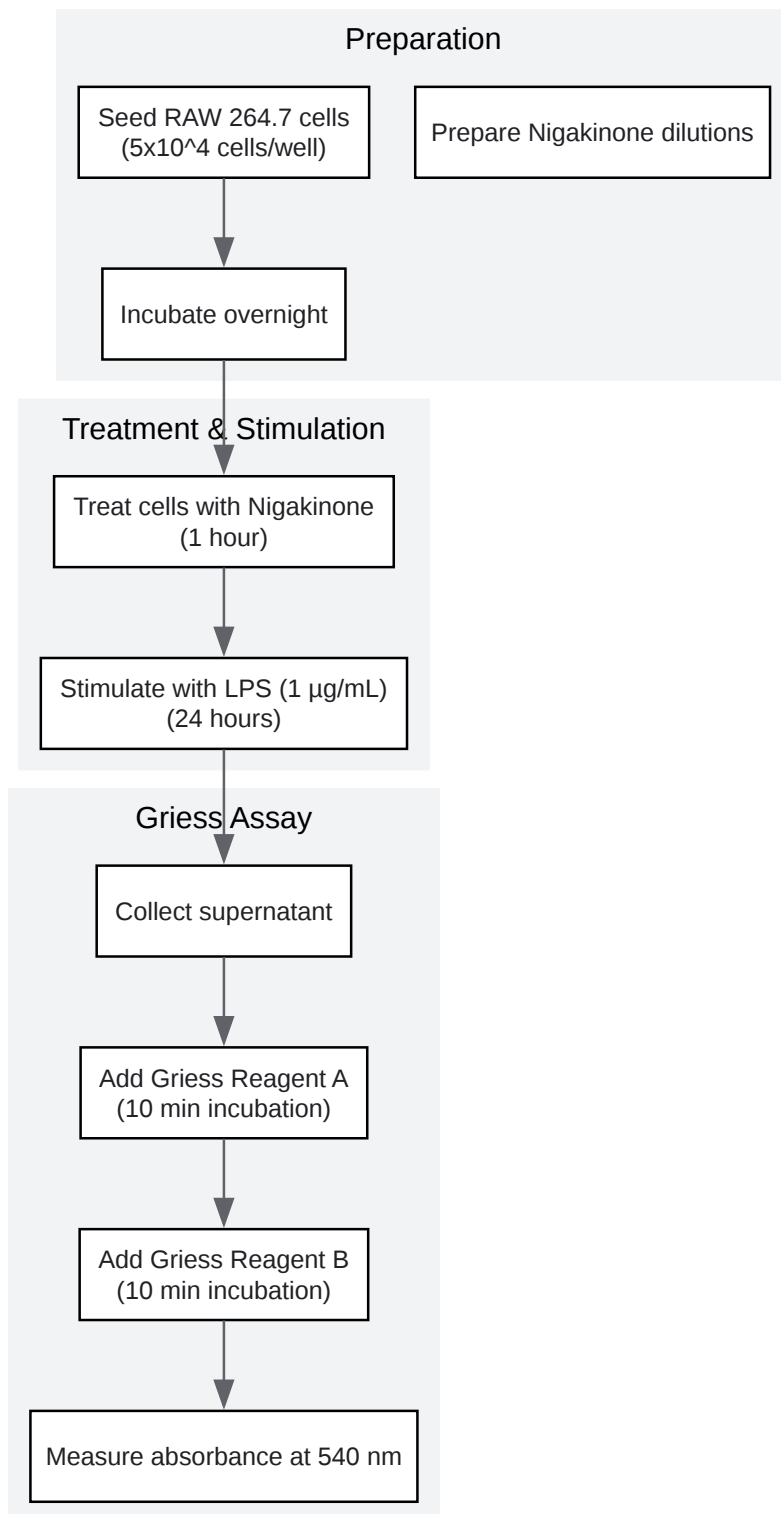 Preparation
Seed RAW 264.7 cells
(5x10^4 cells/well)
Prepare Nigakinone dilutions
Incubate overnight
Treatment & Stimulation
Treat cells with Nigakinone
(1 hour)
Stimulate with LPS (1 µg/mL)
(24 hours)
Griess Assay
Collect supernatant
Add Griess Reagent A
(10 min incubation)
Add Griess Reagent B
(10 min incubation)
Measure absorbance at 540 nm